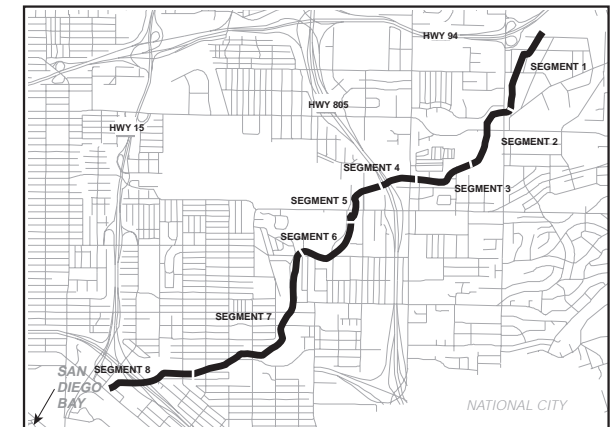 HWY 94
SEGMENT 1
HWY 805
HWY 15
SEGMENT 2
SEGMENT 4
SEGMENT 3
SEGMENT 5
SEGMENT 6
SEGMENT 7
SEGMENT 8
SAN
DIEGO
BAY
NATIONAL CITY